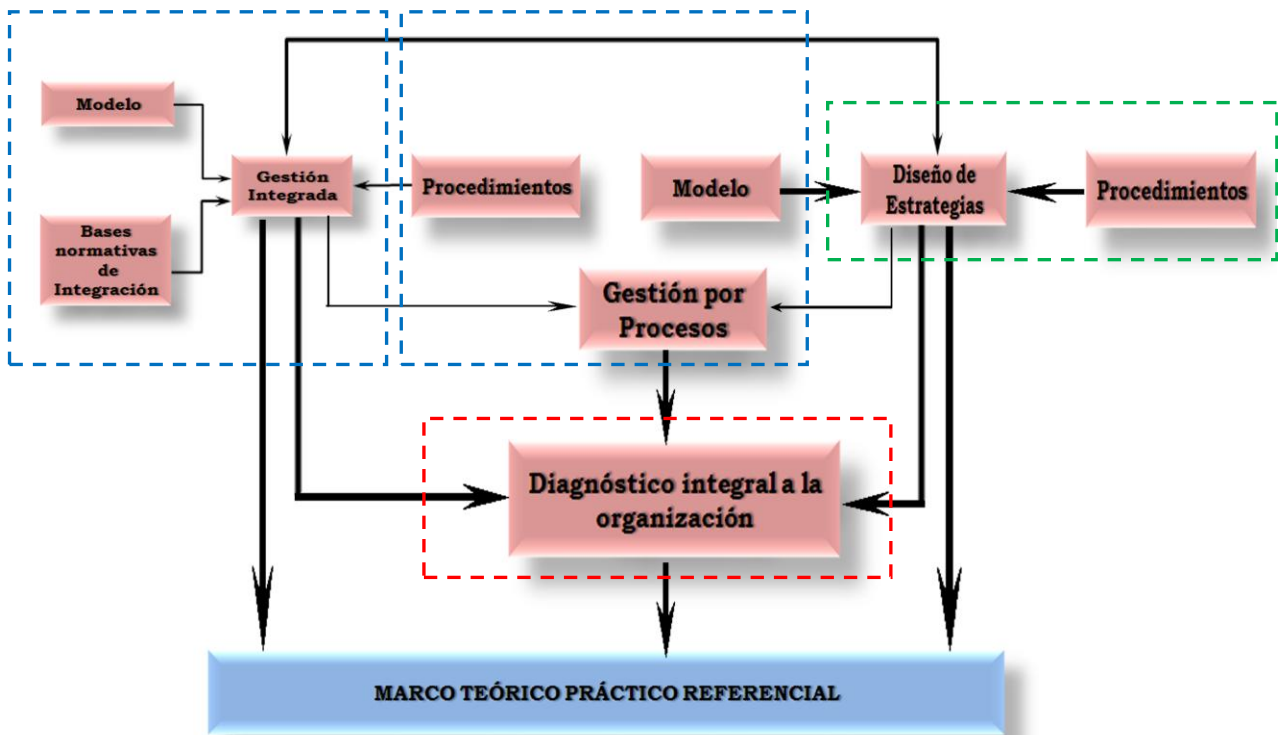 Modelo
Gestión
Integrada
Bases
normativas
de
Integración
Procedimientos
Modelo
Diseño de
Estrategias
Procedimientos
Gestión por
Procesos
Diagnóstico integral a la
organización
MARCO TEÓRICO PRÁCTICO REFERENCIAL